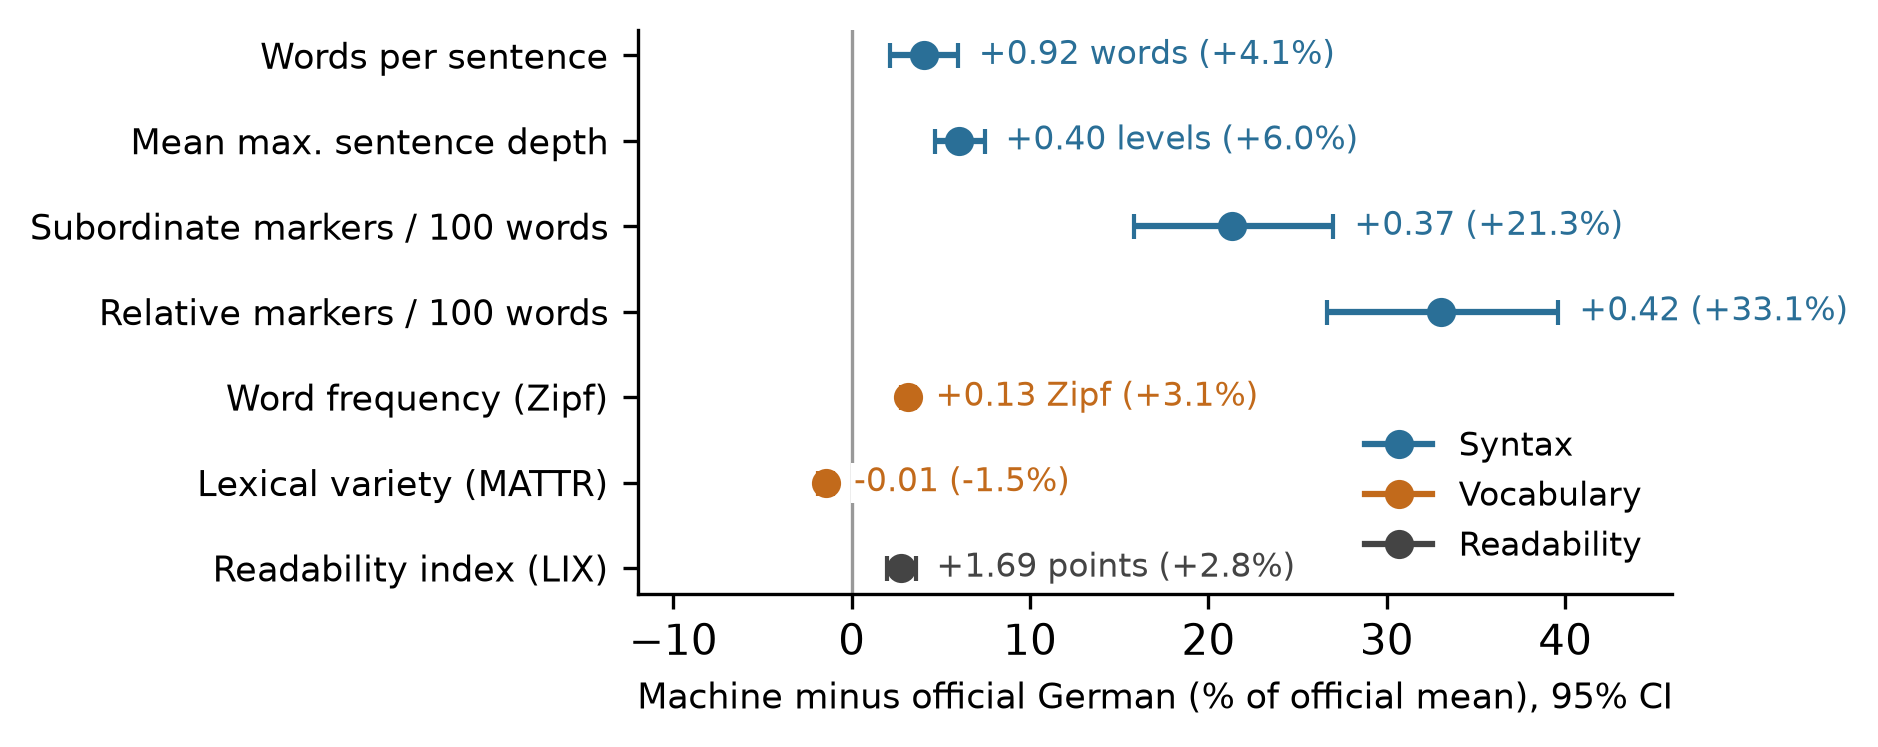 Words per sentence
+0.92 words (+4.1%)
Mean max. sentence depth
+0.40 levels (+6.0%)
Subordinate markers / 100 words
+0.37 (+21.3%)
Relative markers / 100 words
+0.42 (+33.1%)
Word frequency (Zipf)
+0.13 Zipf (+3.1%)
Lexical variety (MATTR)
-0.01 (-1.5%)
Readability index (LIX)
+1.69 points (+2.8%)
Syntax
Vocabulary
Readability
−10 0 10 20 30 40
Machine minus official German (% of official mean), 95% CI